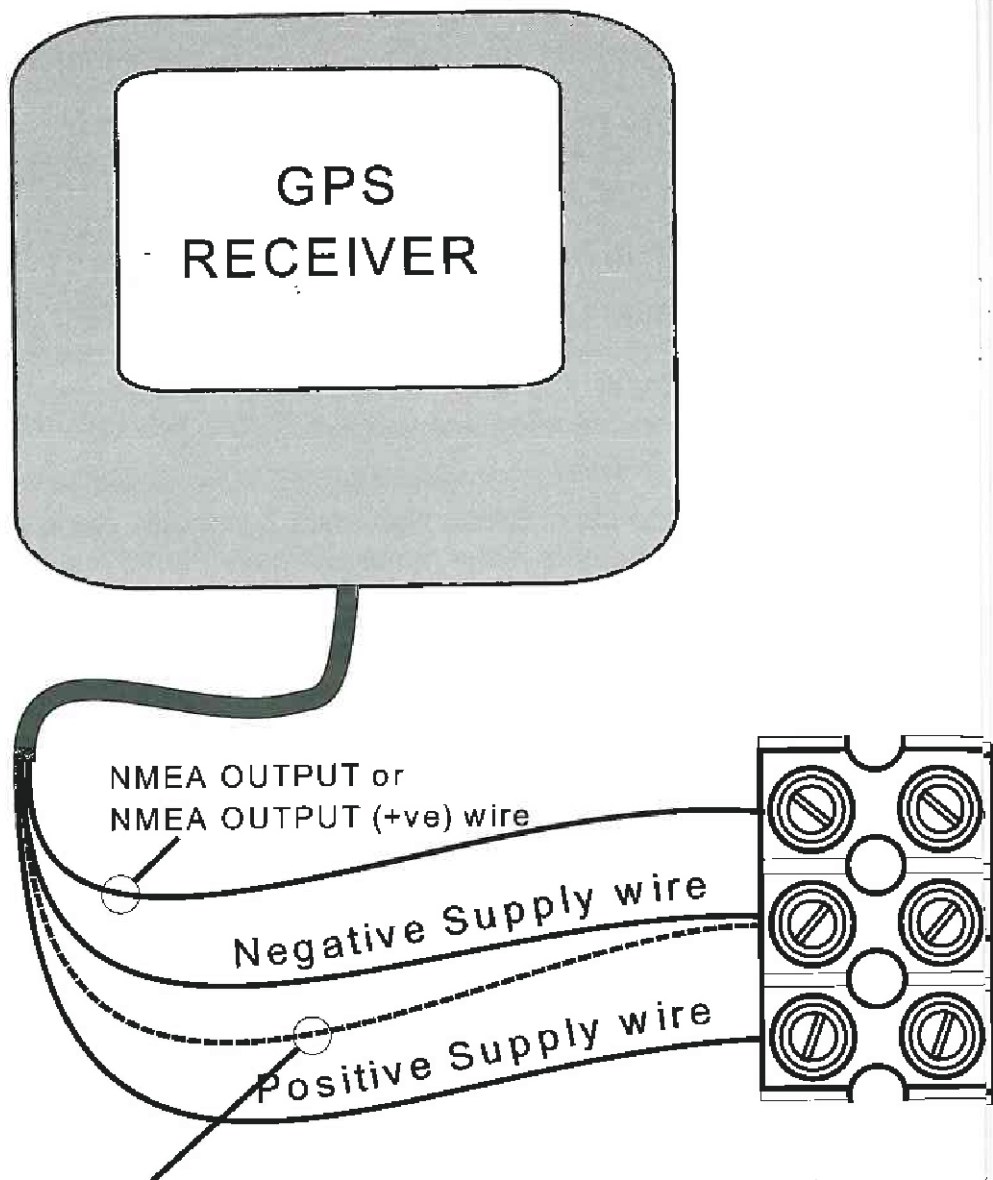 GPS
RECEIVER
NMEA OUTPUT or
NMEA OUTPUT (+ve) wire
Negative Supply wire
Positive Supply wire